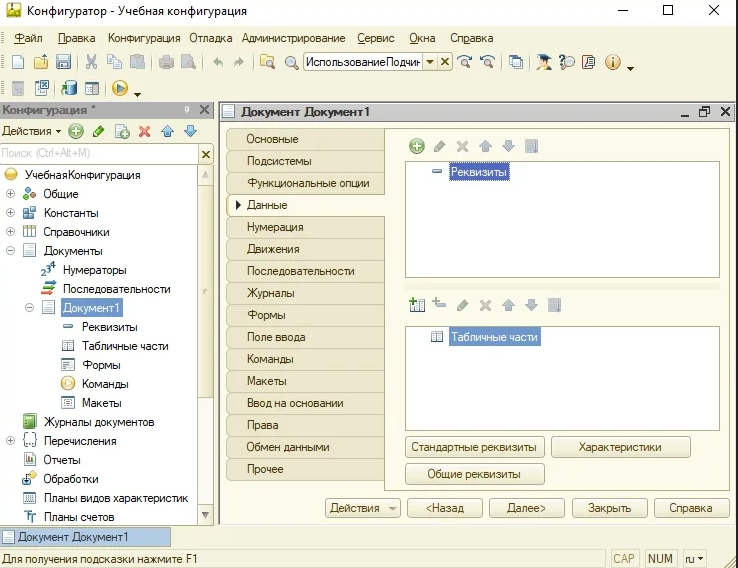 Конфигуратор - Учебная конфигурация
Файл Правка Конфигурация Отладка Администрирование Сервис Окна Справка
ИспользованиеПодчин
Конфигурация *
Действия
Поиск (Ctrl+Alt+M)
УчебнаяКонфигурация
Общие
Константы
Справочники
Документы
Нумераторы
Последовательности
Документ1
Реквизиты
Табличные части
Формы
Команды
Макеты
Журналы документов
Перечисления
Отчеты
Обработки
Планы видов характеристик
Планы счетов
Документ Документ1
Основные
Подсистемы
Функциональные опции
Данные
Нумерация
Движения
Последовательности
Журналы
Формы
Поле ввода
Команды
Макеты
Ввод на основании
Права
Обмен данными
Прочее
Реквизиты
Табличные части
Стандартные реквизиты Характеристики
Общие реквизиты
Действия <Назад Далее> Закрыть Справка
Документ Документ1
Для получения подсказки нажмите F1 CAP NUM ru